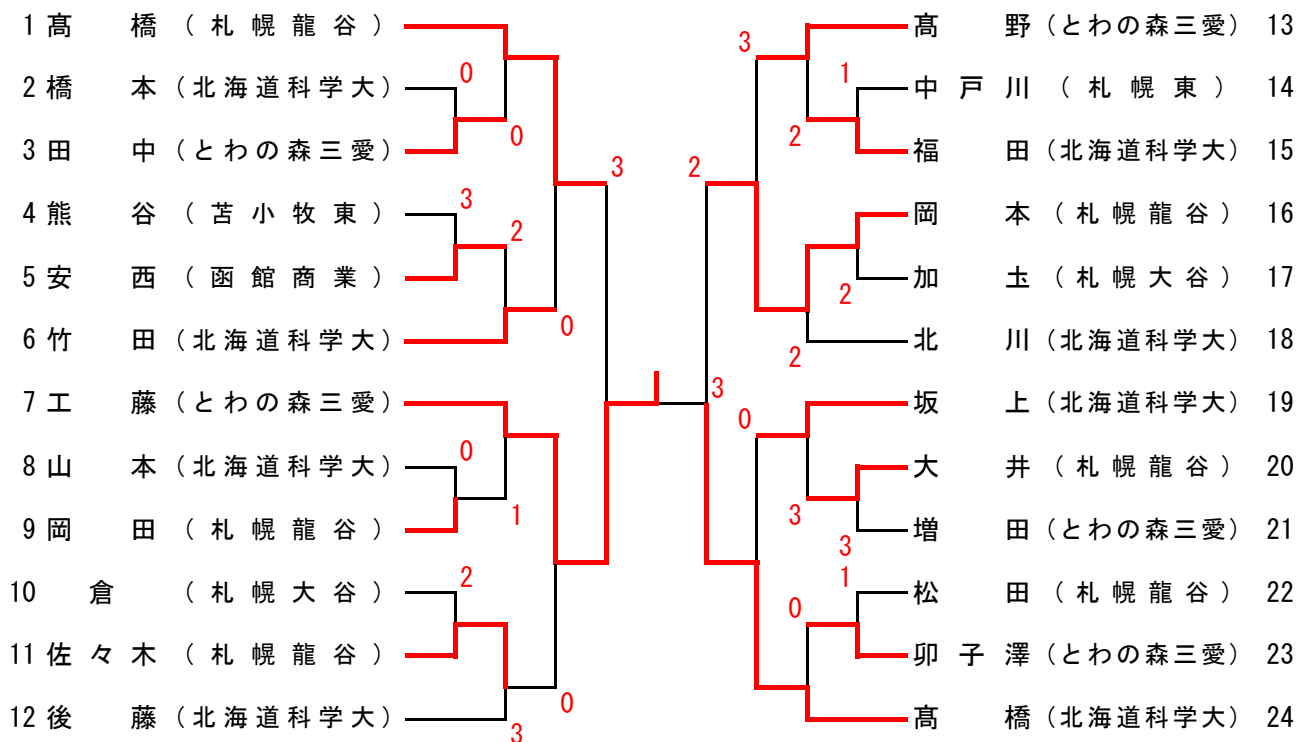 1 髙橋（札幌龍谷）
0
2 橋本（北海道科学大）
0
3 田中（とわの森三愛）
3
3
4 熊谷（苫小牧東）
2
5 安西（函館商業）
0
6 竹田（北海道科学大）
7 工藤（とわの森三愛）
0
8 山本（北海道科学大）
1
9 岡田（札幌龍谷）
2
10 倉（札幌大谷）
11 佐々木（札幌龍谷）
0
12 後藤（北海道科学大）
3
髙野（とわの森三愛） 13
3
1
中戸川（札幌東） 14
2
福田（北海道科学大） 15
2
岡本（札幌龍谷） 16
加圡（札幌大谷） 17
2
北川（北海道科学大） 18
2
3
坂上（北海道科学大） 19
0
大井（札幌龍谷） 20
3
増田（とわの森三愛） 21
3
1
松田（札幌龍谷） 22
0
卯子澤（とわの森三愛） 23
髙橋（北海道科学大） 24